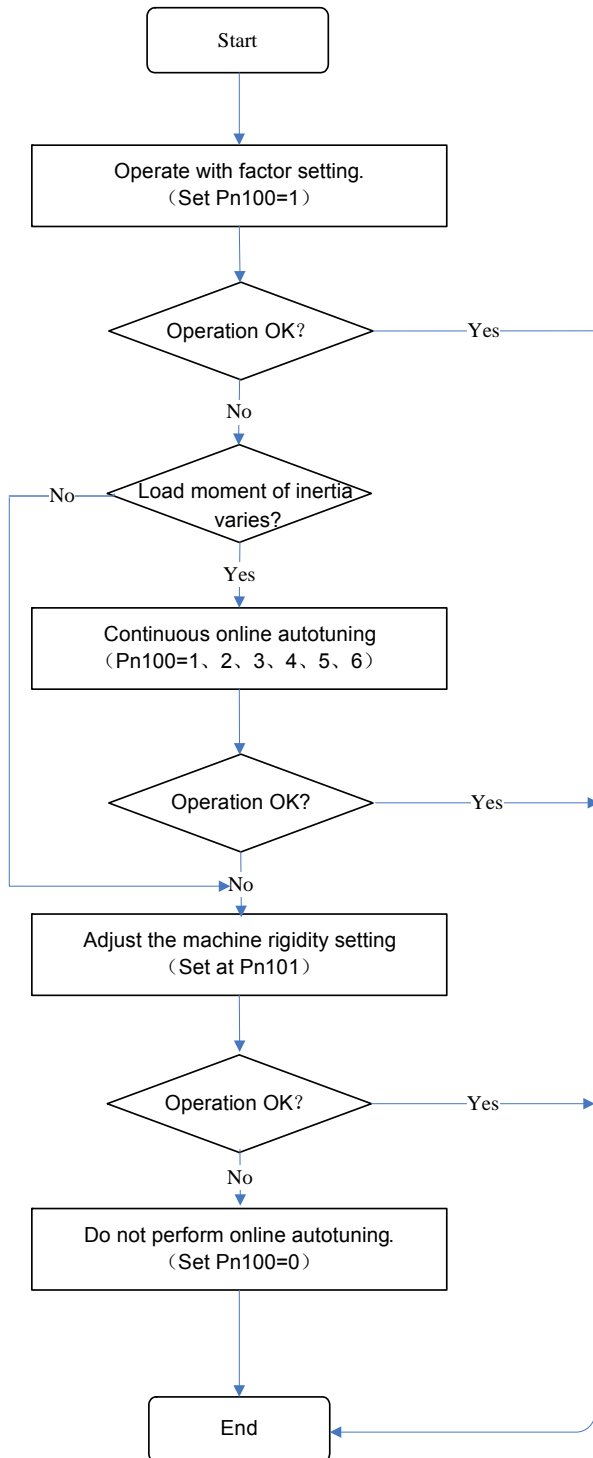 Start
Operate with factor setting.
（Set Pn100=1）
Operation OK？
Yes
No
Load moment of inertia
varies?
No
Yes
Continuous online autotuning
（Pn100=1、2、3、4、5、6）
Operation OK?
Yes
No
Adjust the machine rigidity setting
（Set at Pn101）
Operation OK？
Yes
No
Do not perform online autotuning.
（Set Pn100=0）
End